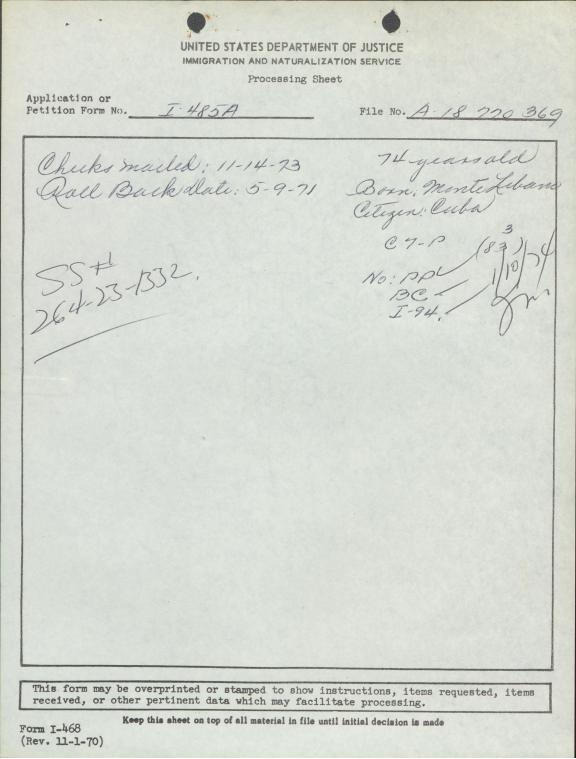 UNITED STATES DEPARTMENT OF JUSTICE
IMMIGRATION AND NATURALIZATION SERVICE
Processing Sheet
Application or
Petition Form No. I-485A
File No. A-18 770 369
Checks mailed: 11-14-73
Roll Back Date: 5-9-71
74-years old
Born: Monte Libano
Citizen: Cuba
SS#
264-23-1332.
No:
BC
I-94.
1/10/74
This form may be overprinted or stamped to show instructions, items requested, items
received, or other pertinent data which may facilitate processing.
Keep this sheet on top of all material in file until initial decision is made
Form I-468
(Rev. 11-1-70)